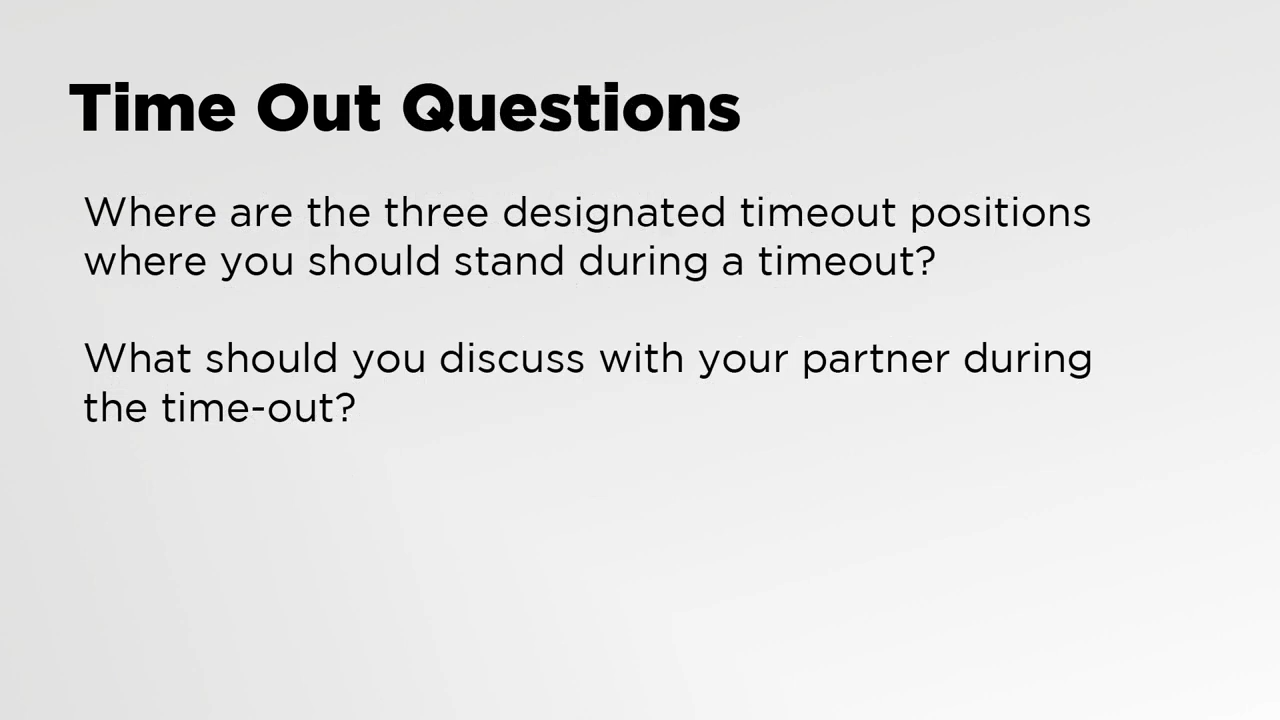 Time Out Questions
Where are the three designated timeout positions
where you should stand during a timeout?
What should you discuss with your partner during
the time-out?